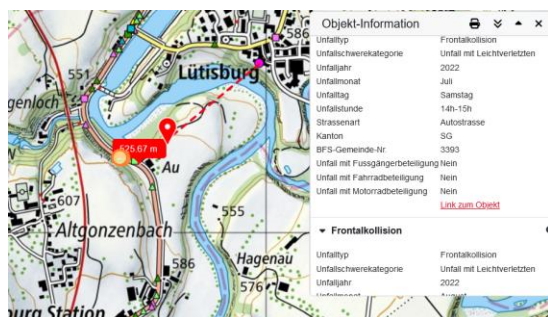 Objekt-Information
Unfalltyp Frontalkollision
Unfallschwerekategorie Unfall mit Leichtverletzten
Unfalljahr 2022
Unfallmonat Juli
Unfalltag Samstag
Unfallstunde 14h-15h
Strassenart Autostrasse
Kanton SG
BFS-Gemeinde-Nr. 3393
Unfall mit Fussgängerbeteiligung Nein
Unfall mit Fahrradbeteiligung Nein
Unfall mit Motorradbeteiligung Nein
Link zum Objekt
Frontalkollision
Unfalltyp Frontalkollision
Unfallschwerekategorie Unfall mit Leichtverletzten
Unfalljahr 2022
Unfallmonat August
586
551
Lütisburg
genloch
525.67 m
Au
607
555
Altgonzenbach
586
Hagenau
576
burg Station